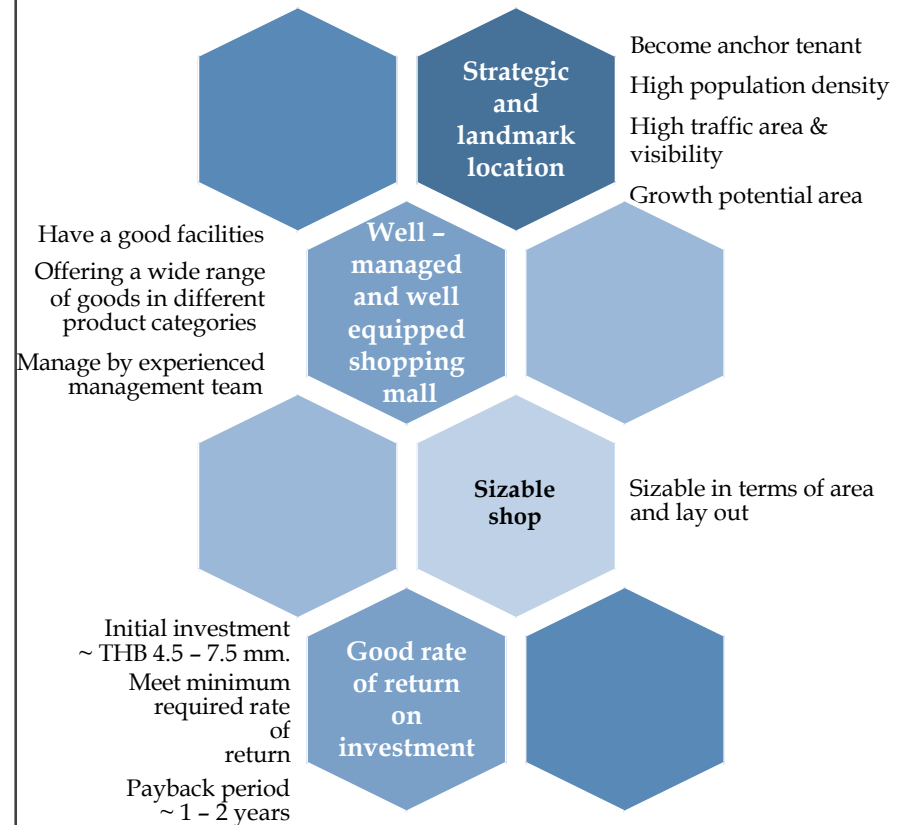 Strategic
and
landmark
location
Become anchor tenant
High population density
High traffic area &
visibility
Growth potential area
Have a good facilities
Offering a wide range
of goods in different
product categories
Manage by experienced
management team
Well –
managed
and well
equipped
shopping
mall
Sizable
shop
Sizable in terms of area
and lay out
Initial investment
~ THB 4.5 – 7.5 mm.
Meet minimum
required rate
of
return
Payback period
~ 1 – 2 years
Good rate
of return
on
investment